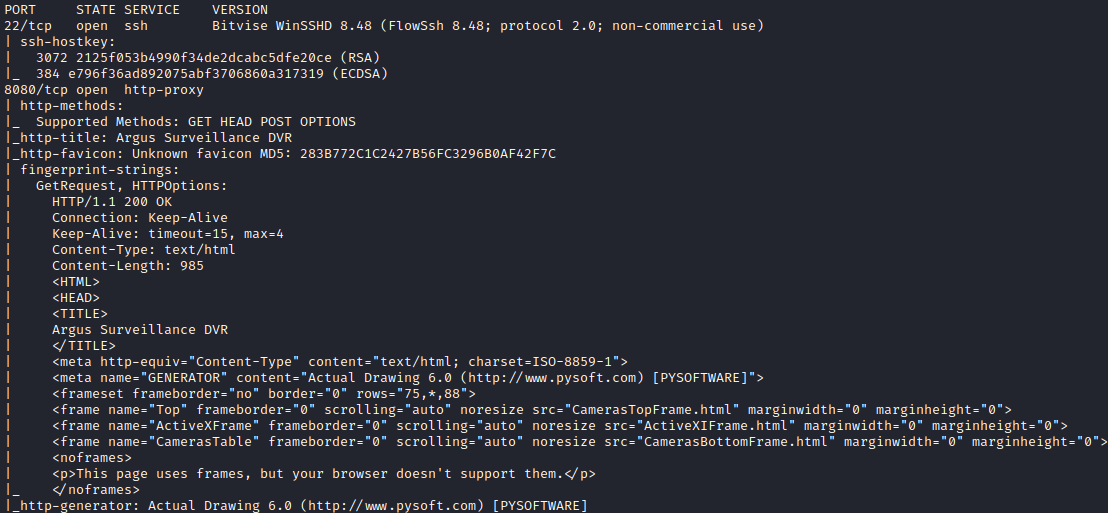 PORT     STATE SERVICE    VERSION
22/tcp   open  ssh        Bitvise WinSSHD 8.48 (FlowSsh 8.48; protocol 2.0; non-commercial use)
| ssh-hostkey:
|   3072 2125f053b4990f34de2dcabc5dfe20ce (RSA)
|_  384 e796f36ad892075abf3706860a317319 (ECDSA)
8080/tcp open  http-proxy
| http-methods:
|_  Supported Methods: GET HEAD POST OPTIONS
|_http-title: Argus Surveillance DVR
|_http-favicon: Unknown favicon MD5: 283B772C1C2427B56FC3296B0AF42F7C
| fingerprint-strings:
|   GetRequest, HTTPOptions:
|     HTTP/1.1 200 OK
|     Connection: Keep-Alive
|     Keep-Alive: timeout=15, max=4
|     Content-Type: text/html
|     Content-Length: 985
|     <HTML>
|     <HEAD>
|     <TITLE>
|     Argus Surveillance DVR
|     </TITLE>
|     <meta http-equiv="Content-Type" content="text/html; charset=ISO-8859-1">
|     <meta name="GENERATOR" content="Actual Drawing 6.0 (http://www.pysoft.com) [PYSOFTWARE]">
|     <frameset frameborder="no" border="0" rows="75,*,88">
|     <frame name="Top" frameborder="0" scrolling="auto" noresize src="CamerasTopFrame.html" marginwidth="0" marginheight="0">
|     <frame name="ActiveXFrame" frameborder="0" scrolling="auto" noresize src="ActiveXIFrame.html" marginwidth="0" marginheight="0">
|     <frame name="CamerasTable" frameborder="0" scrolling="auto" noresize src="CamerasBottomFrame.html" marginwidth="0" marginheight="0">
|     <noframes>
|     <p>This page uses frames, but your browser doesn't support them.</p>
|_    </noframes>
|_http-generator: Actual Drawing 6.0 (http://www.pysoft.com) [PYSOFTWARE]